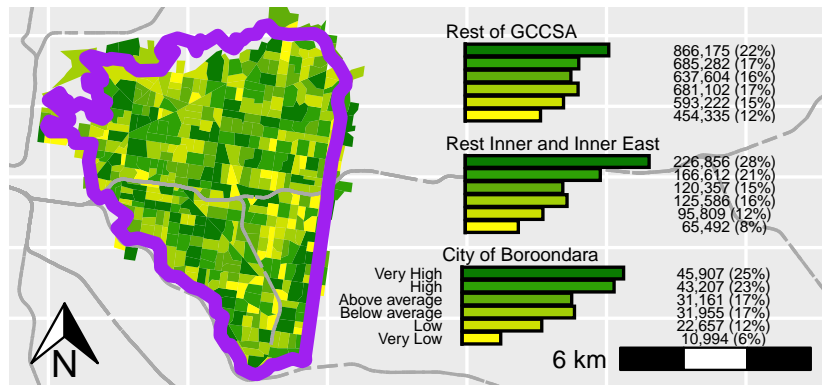 Rest of GCCSA
866,175 (22%)
685,282 (17%)
637,604 (16%)
681,102 (17%)
593,222 (15%)
454,335 (12%)
Rest Inner and Inner East
226,856 (28%)
166,612 (21%)
120,357 (15%)
125,586 (16%)
95,809 (12%)
65,492 (8%)
City of Boroondara
Very High 45,907 (25%)
High 43,207 (23%)
Above average 31,161 (17%)
Below average 31,955 (17%)
Low 22,657 (12%)
Very Low 10,994 (6%)
N
6 km